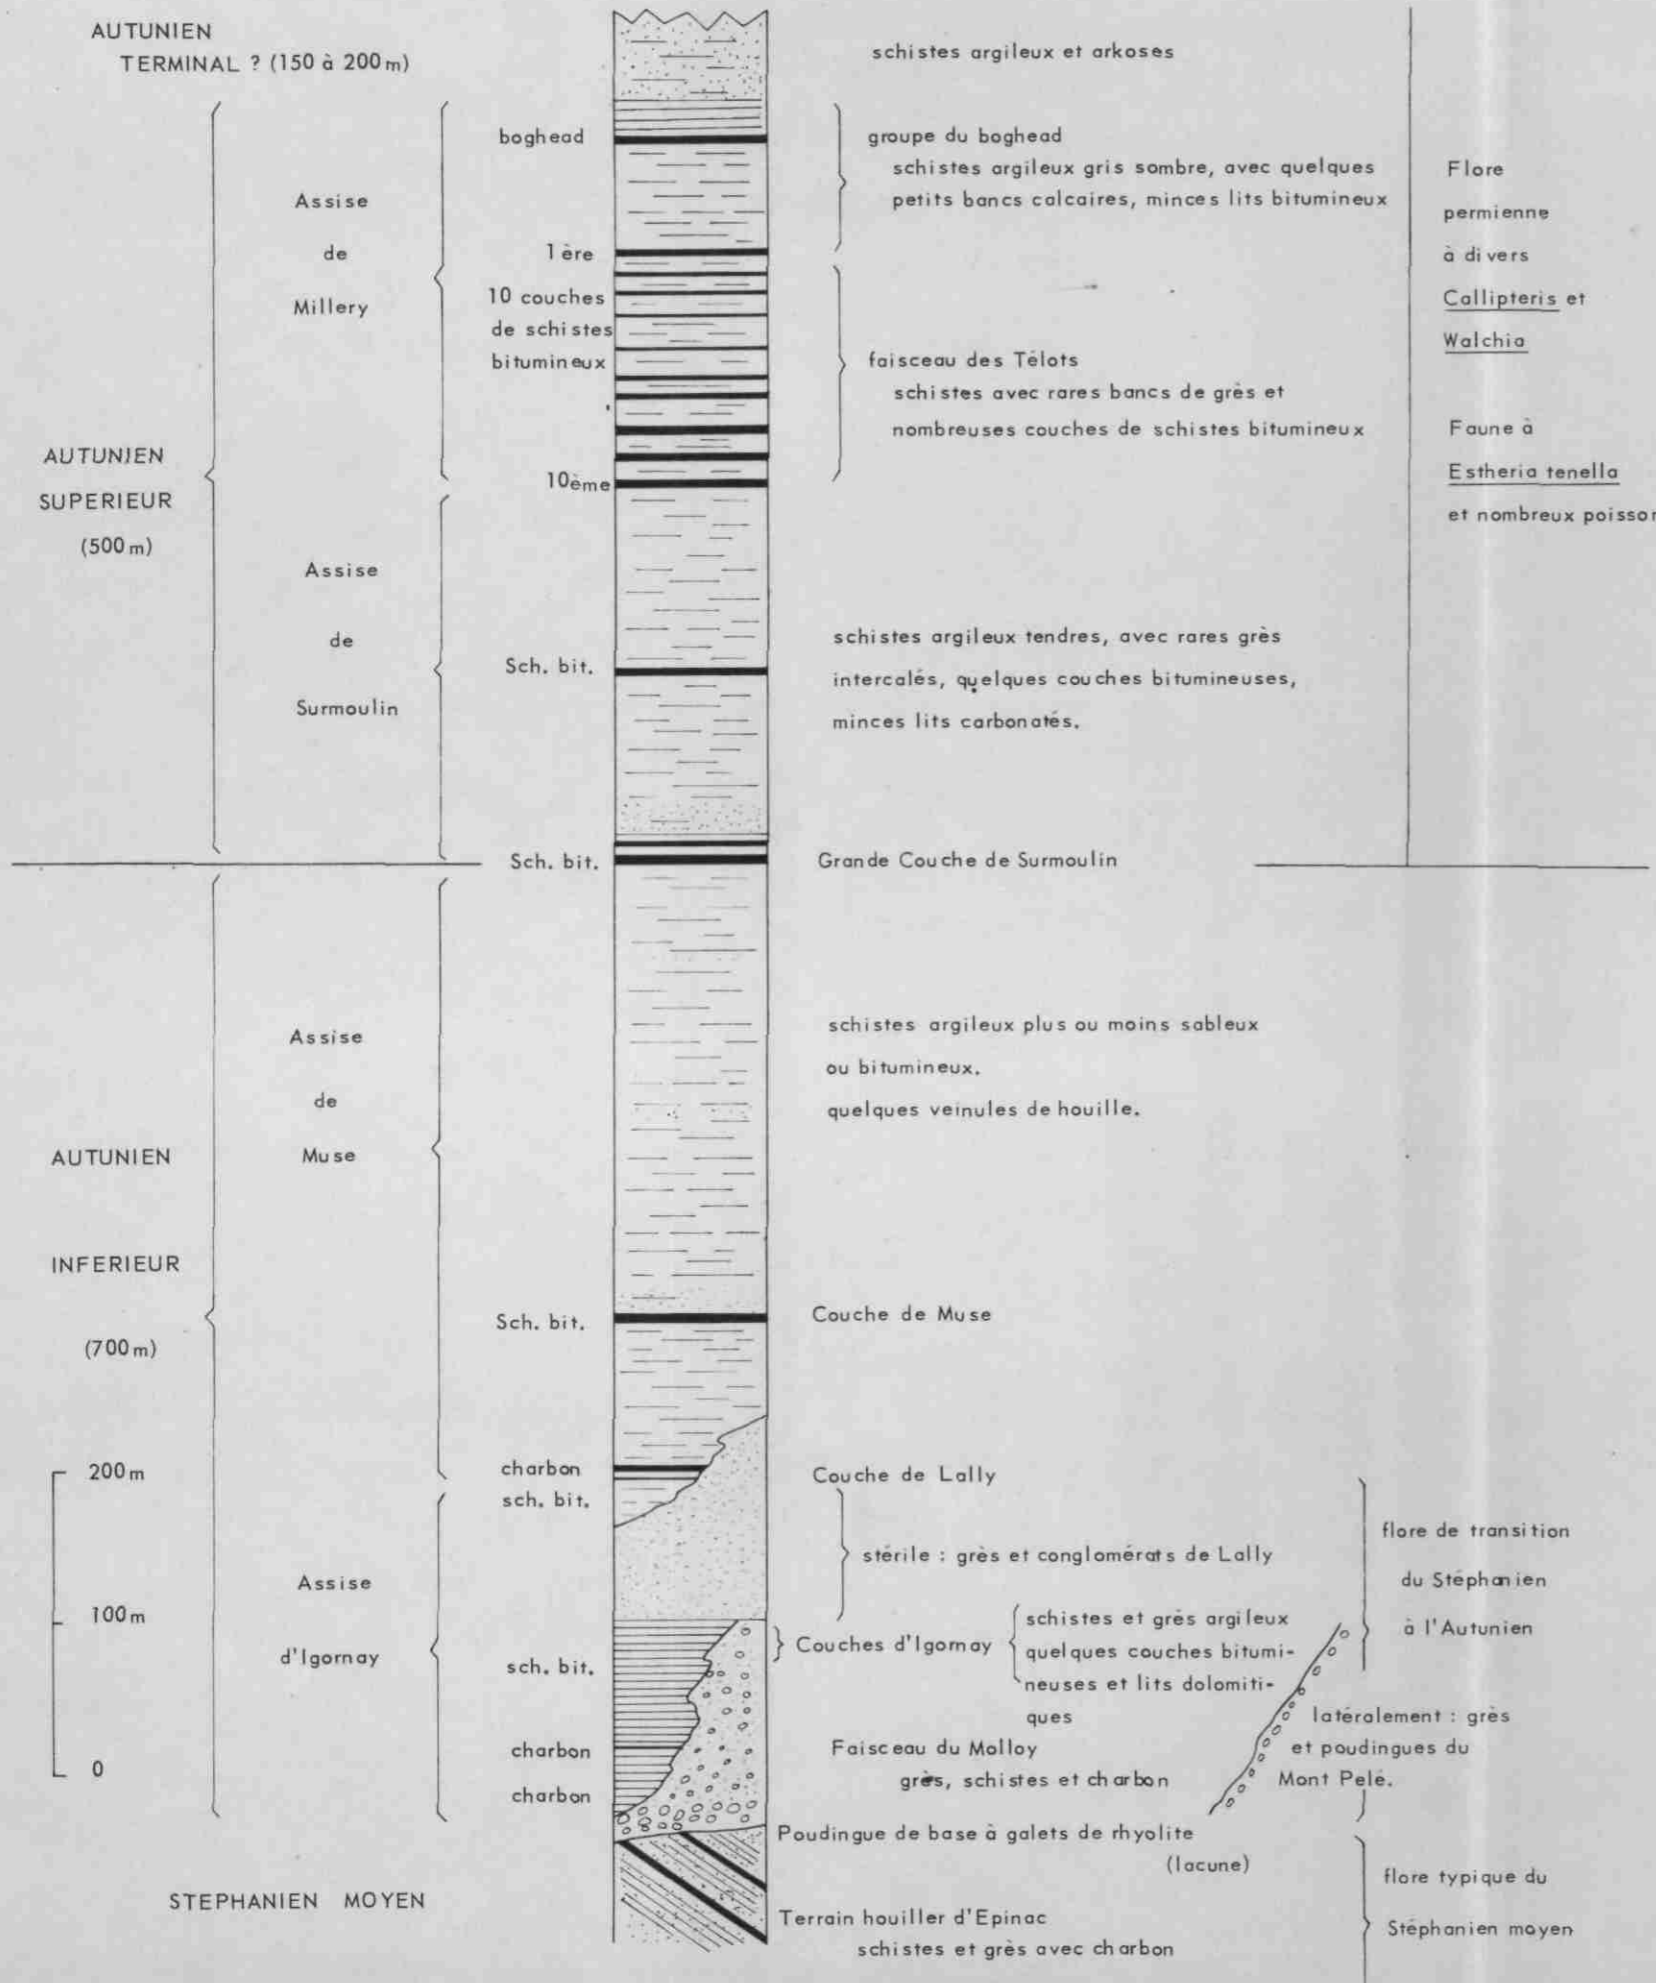 AUTUNIEN
TERMINAL ? (150 à 200 m)
schistes argileux et arkoses
boghead
groupe du boghead
schistes argileux gris sombre, avec quelques
petits bancs calcaires, minces lits bitumineux
Flore
permienne
à divers
Callipteris et
Walchia
Assise
de
Millery
1 ère
10 couches
de schistes
bitumineux
faisceau des Télots
schistes avec rares bancs de grès et
nombreuses couches de schistes bitumineux
Faune à
Estheria tenella
et nombreux poisson
10ème
AUTUNIEN
SUPERIEUR
(500 m)
Assise
de
Surmoulin
Sch. bit.
schistes argileux tendres, avec rares grès
intercalés, quelques couches bitumineuses,
minces lits carbonatés.
Sch. bit.
Grande Couche de Surmoulin
Assise
de
Muse
schistes argileux plus ou moins sableux
ou bitumineux.
quelques veinules de houille.
AUTUNIEN
INFERIEUR
(700 m)
Sch. bit.
Couche de Muse
200 m
100 m
0
charbon
sch. bit.
Couche de Lally
stérile : grès et conglomérats de Lally
flore de transition
du Stéphanien
à l'Autunien
Assise
d'Igornay
sch. bit.
Couches d'Igornay
schistes et grès argileux
quelques couches bitumi-
neuses et lits dolomiti-
ques
latéralement : grès
et poudingues du
Mont Pelé.
charbon
charbon
Faisceau du Molloy
grès, schistes et charbon
Poudingue de base à galets de rhyolite
(lacune)
STEPHANIEN MOYEN
Terrain houiller d'Epinac
schistes et grès avec charbon
flore typique du
Stéphanien moyen